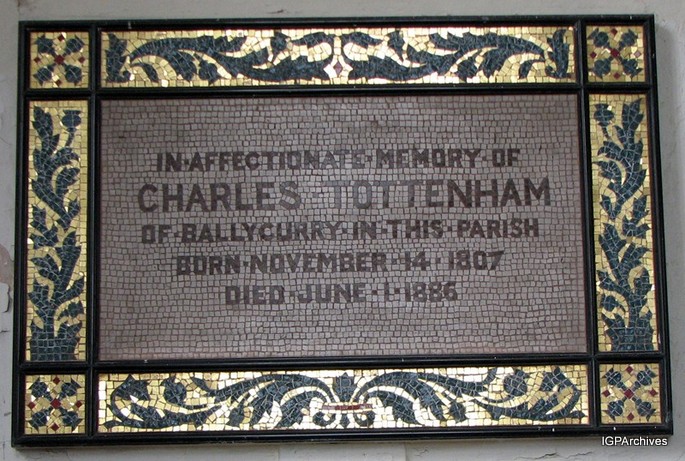 IN·AFFECTIONATE·MEMORY·OF
CHARLES·TOTTENHAM
OF·BALLYCURRY·IN·THIS·PARISH
BORN·NOVEMBER·14·1807
DIED·JUNE·1·1886
IGPArchives